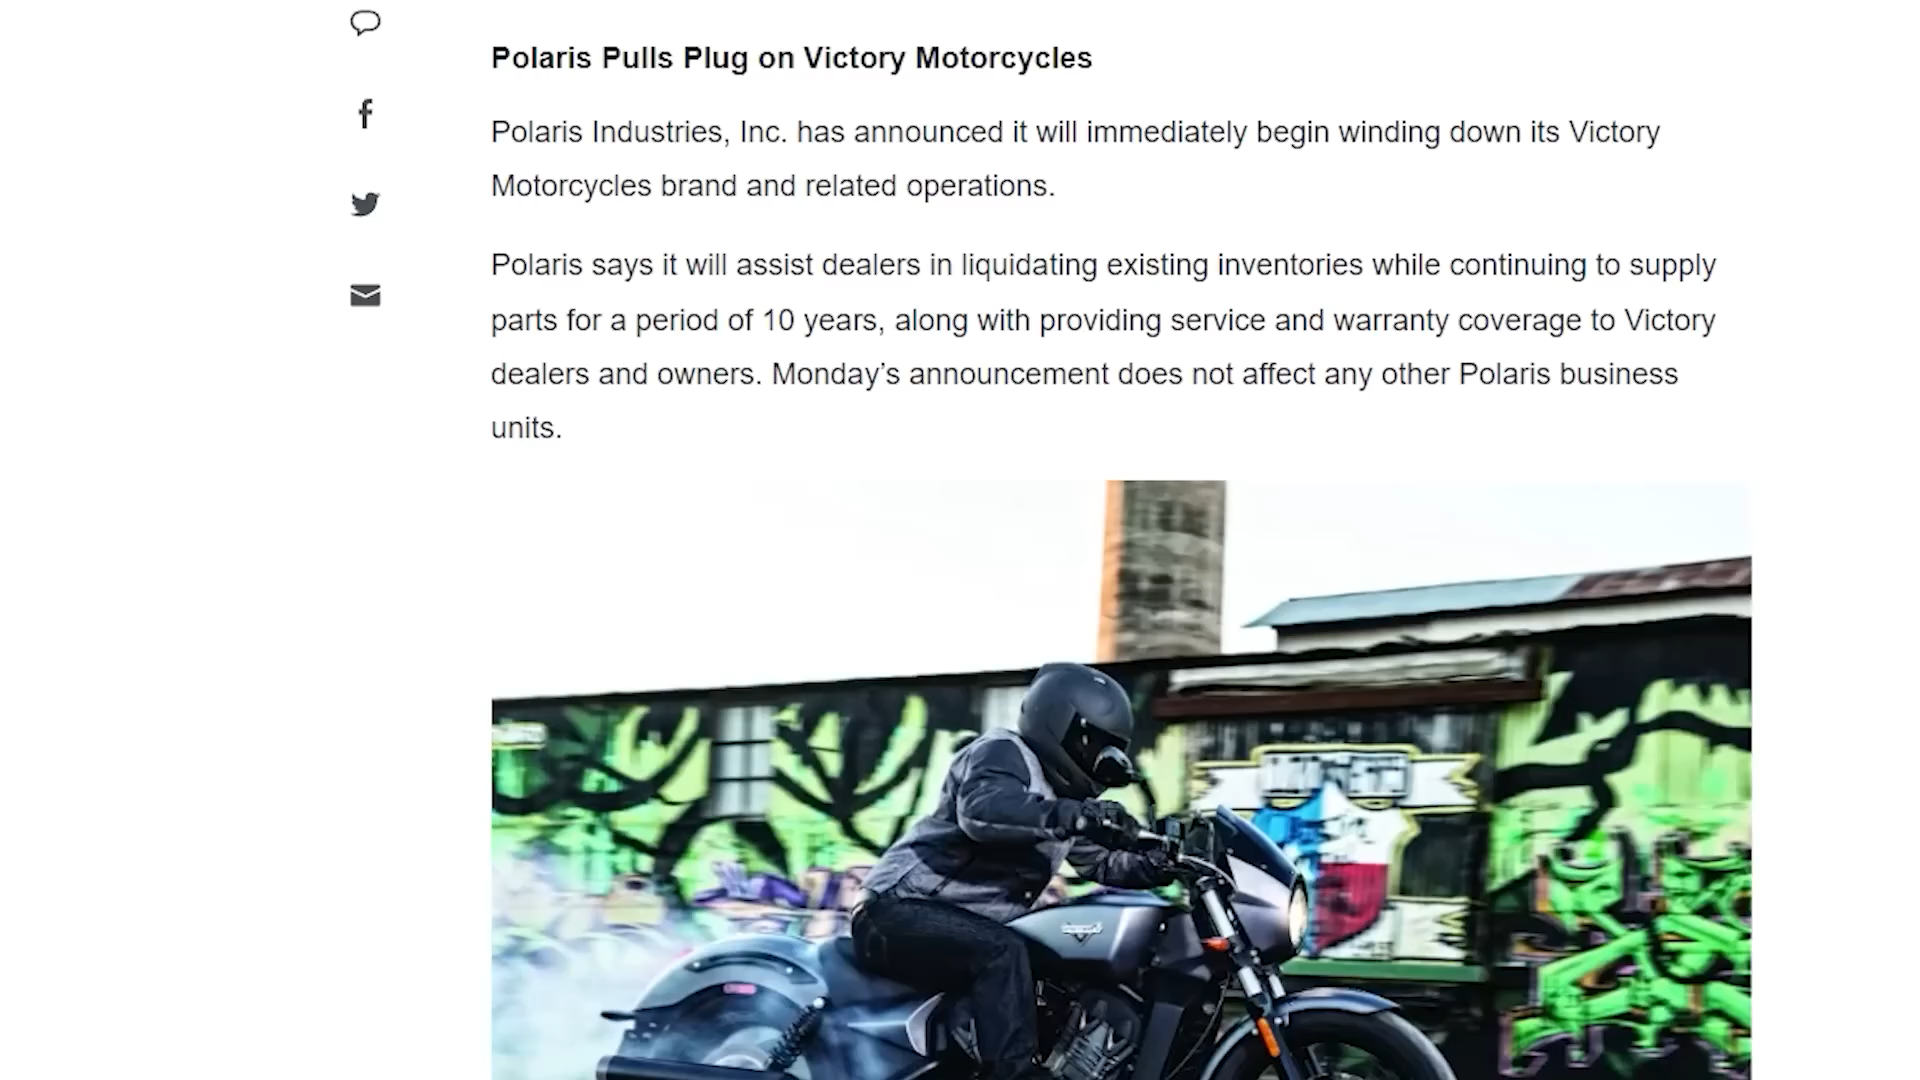 Polaris Pulls Plug on Victory Motorcycles
Polaris Industries, Inc. has announced it will immediately begin winding down its Victory
Motorcycles brand and related operations.
Polaris says it will assist dealers in liquidating existing inventories while continuing to supply
parts for a period of 10 years, along with providing service and warranty coverage to Victory
dealers and owners. Monday’s announcement does not affect any other Polaris business
units.